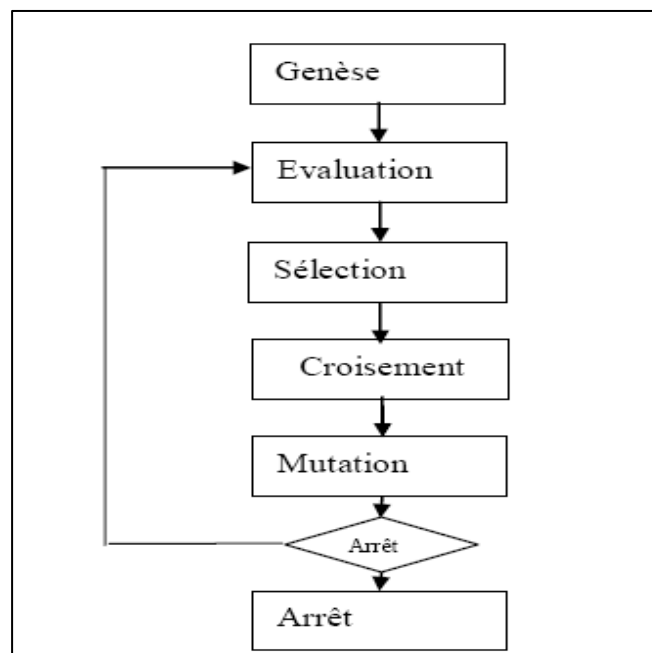 Genèse
Evaluation
Sélection
Croisement
Mutation
Arrêt
Arrêt